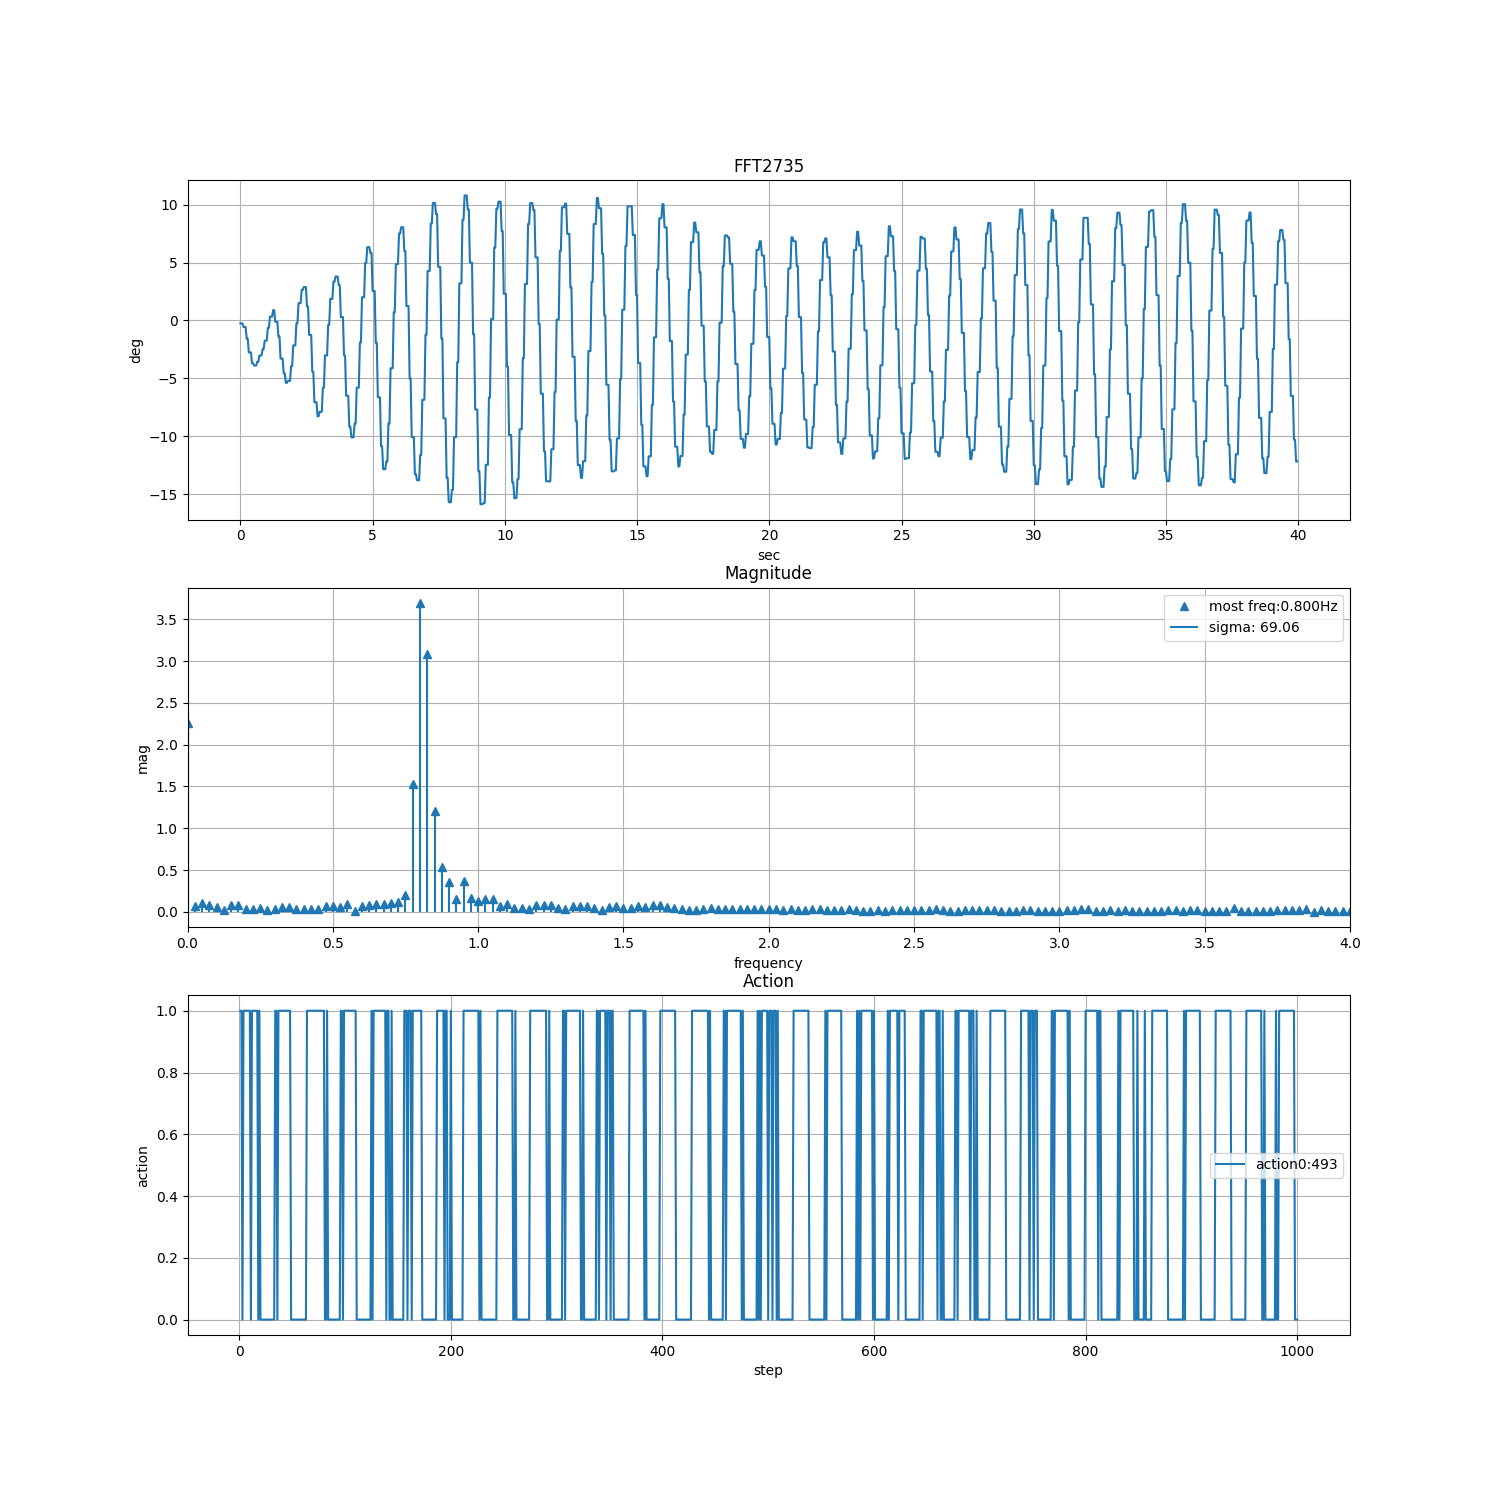 FFT2735
10
5
0
−5
−10
−15
deg
0 5 10 15 20 25 30 35 40
sec
Magnitude
most freq:0.800Hz
sigma: 69.06
3.5
3.0
2.5
2.0
1.5
1.0
0.5
0.0
mag
0.0 0.5 1.0 1.5 2.0 2.5 3.0 3.5 4.0
frequency
Action
1.0
0.8
0.6
0.4
0.2
0.0
action
action0:493
0 200 400 600 800 1000
step